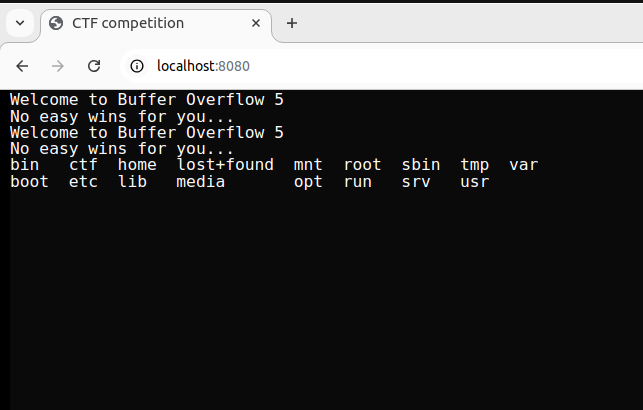 CTF competition
localhost:8080
Welcome to Buffer Overflow 5
No easy wins for you...
Welcome to Buffer Overflow 5
No easy wins for you...
bin ctf home lost+found mnt root sbin tmp var
boot etc lib media opt run srv usr